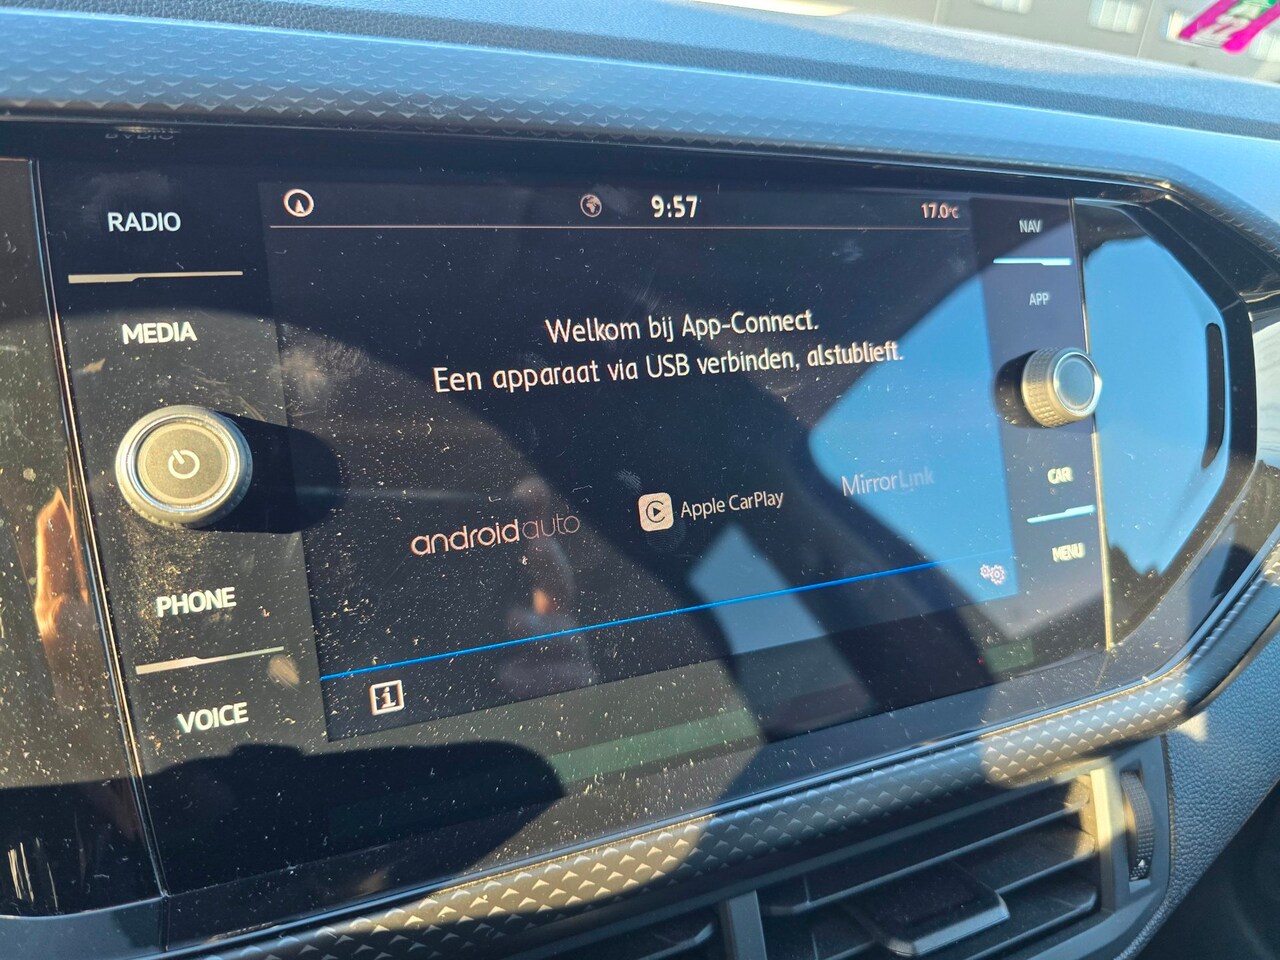 RADIO
MEDIA
PHONE
VOICE
9:57
17.0°C
Welkom bij App-Connect.
Een apparaat via USB verbinden, alstublieft.
androidauto
Apple CarPlay
MirrorLink
i
NAV
APP
CAR
MENU